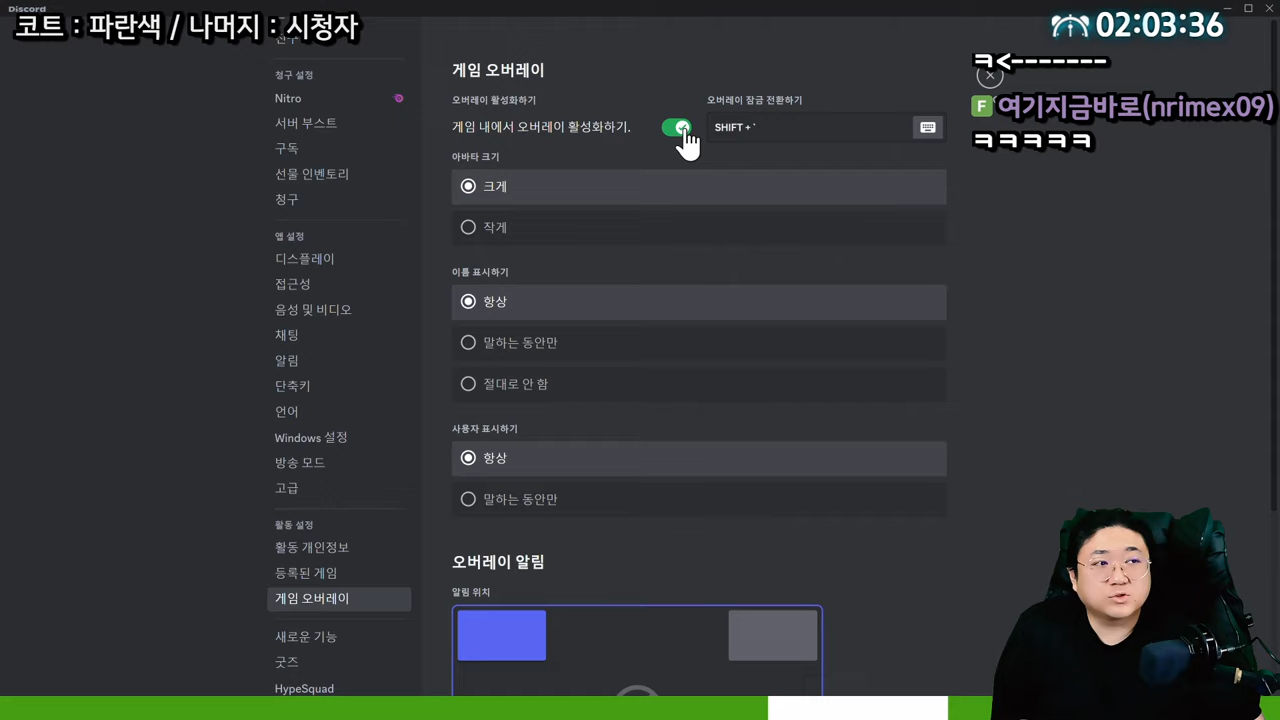 Discord
코트 : 파란색 / 나머지 : 시청자
02:03:36
ㅋ<-------
F 여기지금바로(nrimex09)
ㅋㅋㅋㅋㅋ
친구
청구 설정
Nitro
서버 부스트
구독
선물 인벤토리
청구
앱 설정
디스플레이
접근성
음성 및 비디오
채팅
알림
단축키
언어
Windows 설정
방송 모드
고급
활동 설정
활동 개인정보
등록된 게임
게임 오버레이
새로운 기능
굿즈
HypeSquad
게임 오버레이
오버레이 활성화하기
게임 내에서 오버레이 활성화하기.
오버레이 잠금 전환하기
SHIFT + `
아바타 크기
크게
작게
이름 표시하기
항상
말하는 동안만
절대로 안 함
사용자 표시하기
항상
말하는 동안만
오버레이 알림
알림 위치